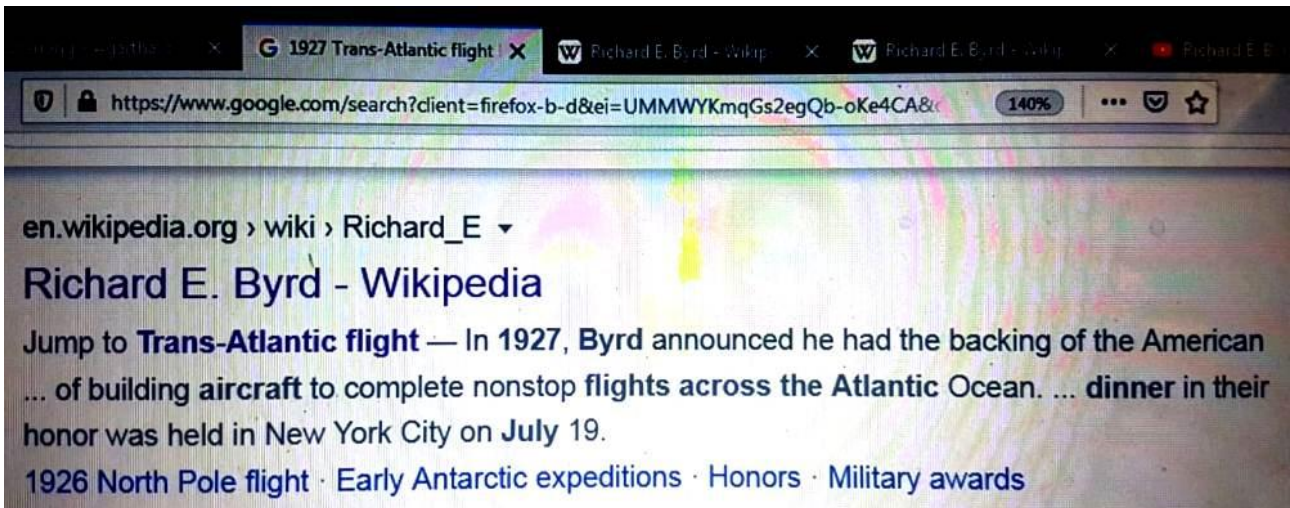 1927 Trans-Atlantic flight
Richard E. Byrd - Wikip
Richard E. Byrd - Wikip
Richard E. B
https://www.google.com/search?client=firefox-b-d&ei=UMMWYKmqGs2egQb-oKe4CA&
140%
en.wikipedia.org › wiki › Richard_E
Richard E. Byrd - Wikipedia
Jump to Trans-Atlantic flight — In 1927, Byrd announced he had the backing of the American
... of building aircraft to complete nonstop flights across the Atlantic Ocean. ... dinner in their
honor was held in New York City on July 19.
1926 North Pole flight · Early Antarctic expeditions · Honors · Military awards